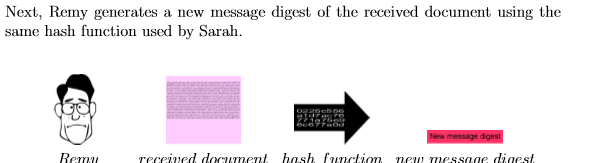 Next, Remy generates a new message digest of the received document using the
same hash function used by Sarah.
New message digest
Remy received document hash function new message digest